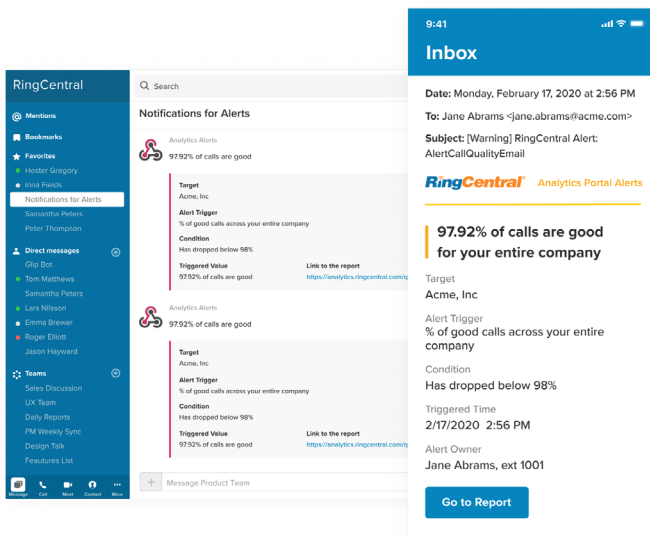 RingCentral
Mentions
Bookmarks
Favorites
Hester Gregory
Inna Fields
Notifications for Alerts
Samantha Peters
Peter Thompson
Direct messages
Glip Bot
Tom Matthews
Samantha Peters
Lars Nilsson
Emma Brewer
Roger Elliott
Jason Hayward
Teams
Sales Discussion
UX Team
Daily Reports
PM Weekly Sync
Design Talk
Feautures List
Message Call Meet Contact More
Search
Notifications for Alerts
Analytics Alerts
97.92% of calls are good
Target
Acme, Inc
Alert Trigger
% of good calls across your entire company
Condition
Has dropped below 98%
Triggered Value Link to the report
97.92% of calls are good https://analytics.ringcentral.com/q
Analytics Alerts
97.92% of calls are good
Target
Acme, Inc
Alert Trigger
% of good calls across your entire company
Condition
Has dropped below 98%
Triggered Value Link to the report
97.92% of calls are good https://analytics.ringcentral.com/q
Message Product Team
9:41
Inbox
Date: Monday, February 17, 2020 at 2:56 PM
To: Jane Abrams <jane.abrams@acme.com>
Subject: [Warning] RingCentral Alert:
AlertCallQualityEmail
RingCentral Analytics Portal Alerts
97.92% of calls are good
for your entire company
Target
Acme, Inc
Alert Trigger
% of good calls across your entire
company
Condition
Has dropped below 98%
Triggered Time
2/17/2020 2:56 PM
Alert Owner
Jane Abrams, ext 1001
Go to Report